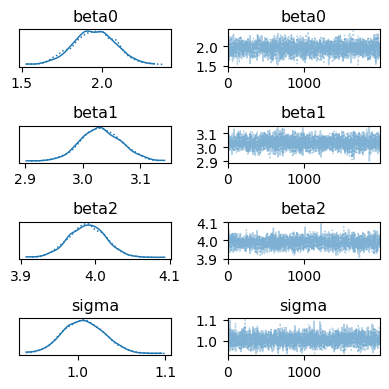 beta0 beta0
2.0
1.5
1.5 2.0 0 1000
beta1 beta1
3.1
3.0
2.9
2.9 3.0 3.1 0 1000
beta2 beta2
4.1
4.0
3.9
3.9 4.0 4.1 0 1000
sigma sigma
1.1
1.0
1.0 1.1 0 1000